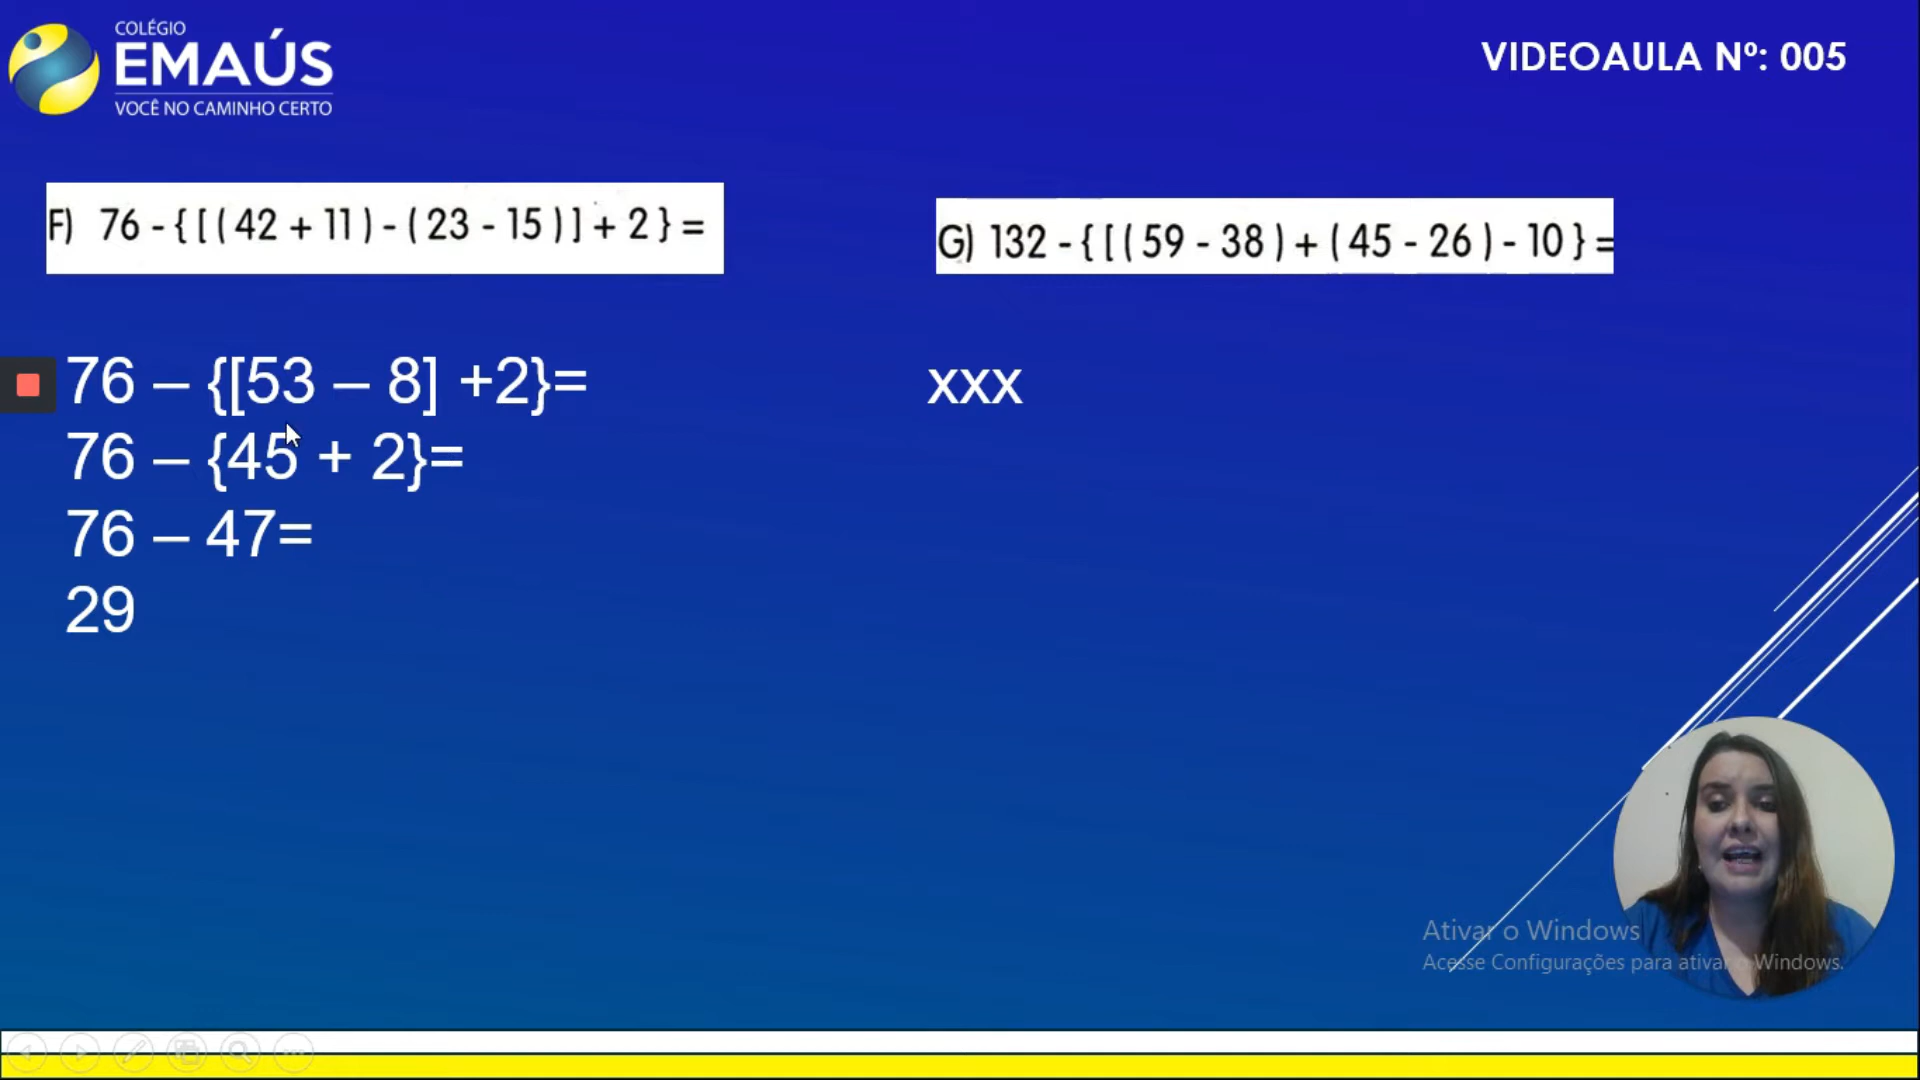 COLÉGIO
EMAÚS
VOCÊ NO CAMINHO CERTO
VIDEOAULA Nº: 005
F) 76 - { [ ( 42 + 11 ) - ( 23 - 15 ) ] + 2 } =
76 – {[53 – 8] +2}=
76 – {45 + 2}=
76 – 47=
29
G) 132 - { [ ( 59 - 38 ) + ( 45 - 26 ) - 10 } =
xxx
Ativar o Windows
Acesse Configurações para ativar o Windows.